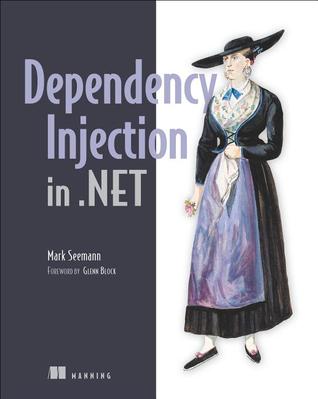 Dependency
Injection
in .NET
Mark Seemann
FOREWORD BY GLENN BLOCK
MANNING